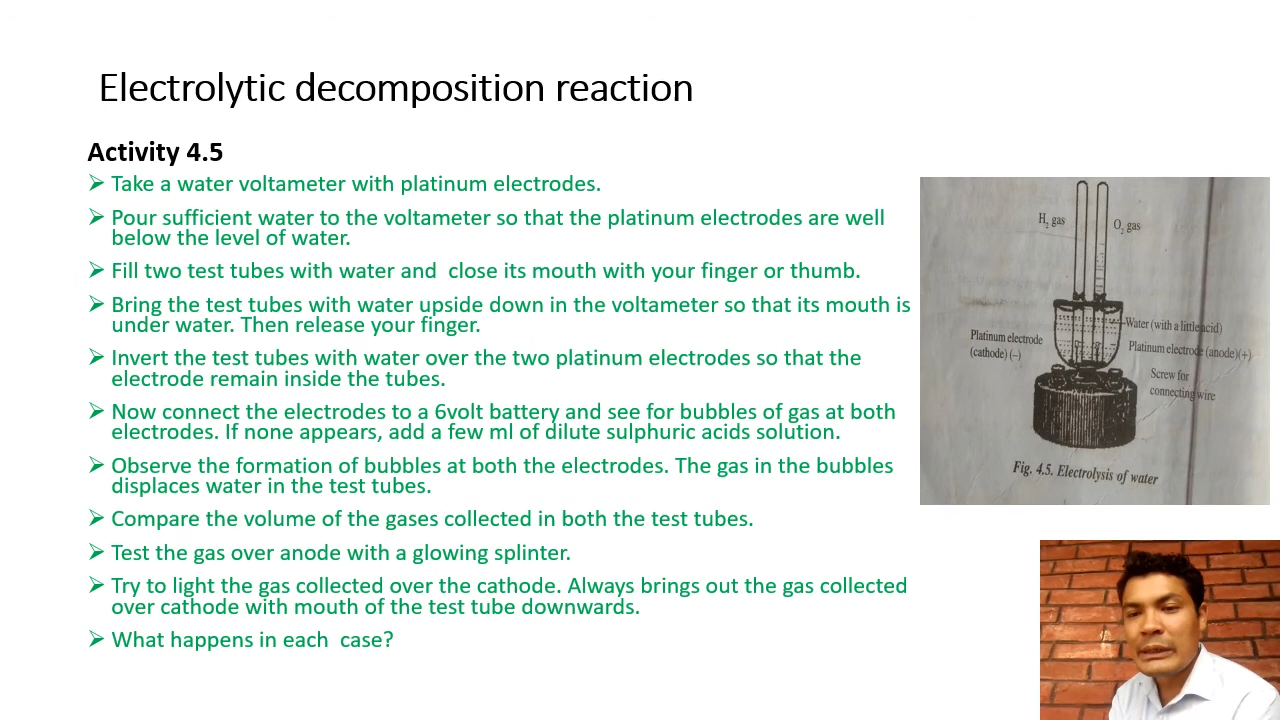 Electrolytic decomposition reaction
Activity 4.5
➢ Take a water voltameter with platinum electrodes.
➢ Pour sufficient water to the voltameter so that the platinum electrodes are well
below the level of water.
➢ Fill two test tubes with water and  close its mouth with your finger or thumb.
➢ Bring the test tubes with water upside down in the voltameter so that its mouth is
under water. Then release your finger.
➢ Invert the test tubes with water over the two platinum electrodes so that the
electrode remain inside the tubes.
➢ Now connect the electrodes to a 6volt battery and see for bubbles of gas at both
electrodes. If none appears, add a few ml of dilute sulphuric acids solution.
➢ Observe the formation of bubbles at both the electrodes. The gas in the bubbles
displaces water in the test tubes.
➢ Compare the volume of the gases collected in both the test tubes.
➢ Test the gas over anode with a glowing splinter.
➢ Try to light the gas collected over the cathode. Always brings out the gas collected
over cathode with mouth of the test tube downwards.
➢ What happens in each  case?
H₂ gas
O₂ gas
Water (with a little acid)
Platinum electrode
(cathode) (–)
Platinum electrode (anode)(+)
Screw for
connecting wire
Fig. 4.5. Electrolysis of water